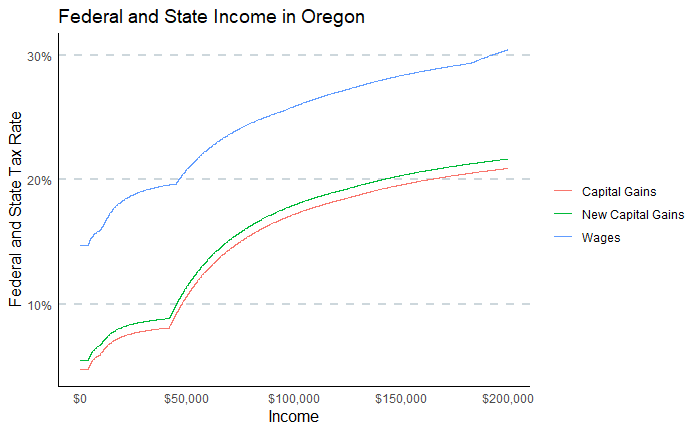 Federal and State Income in Oregon
Federal and State Tax Rate
30%
20%
10%
$0
$50,000
$100,000
$150,000
$200,000
Income
Capital Gains
New Capital Gains
Wages